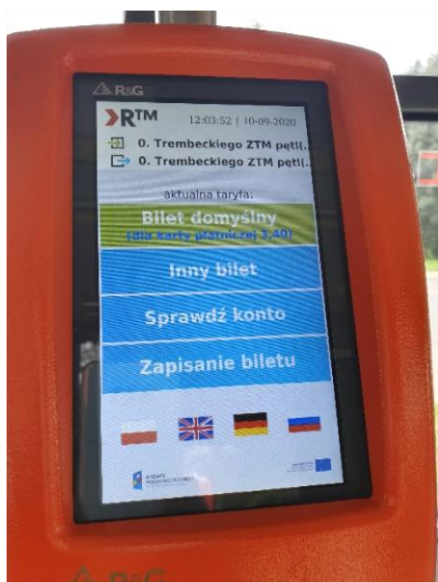 R&G
RTM
12:03:52 | 10-09-2020
0. Trembeckiego ZTM pętl(..
0. Trembeckiego ZTM pętl(..
aktualna taryfa:
Bilet domyślny
(dla karty płatniczej 3,40)
Inny bilet
Sprawdź konto
Zapisanie biletu
R&G